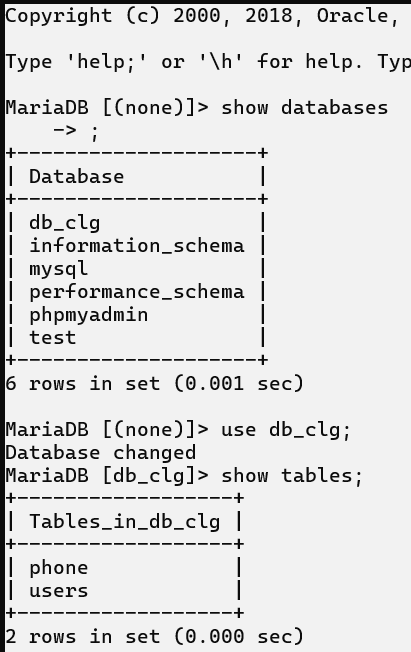 Copyright (c) 2000, 2018, Oracle,
Type 'help;' or '\h' for help. Typ
MariaDB [(none)]> show databases
    -> ;
+--------------------+
| Database           |
+--------------------+
| db_clg             |
| information_schema |
| mysql              |
| performance_schema |
| phpmyadmin         |
| test               |
+--------------------+
6 rows in set (0.001 sec)
MariaDB [(none)]> use db_clg;
Database changed
MariaDB [db_clg]> show tables;
+------------------+
| Tables_in_db_clg |
+------------------+
| phone            |
| users            |
+------------------+
2 rows in set (0.000 sec)